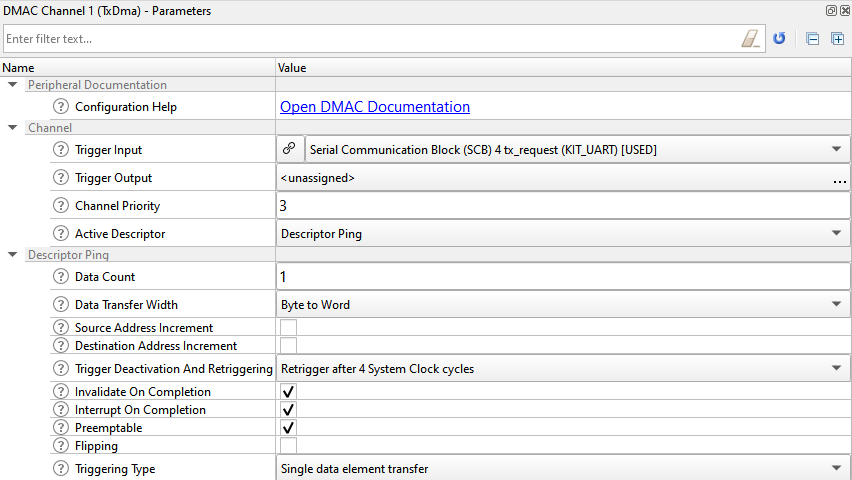 DMAC Channel 1 (TxDma) - Parameters
Enter filter text...
Name Value
Peripheral Documentation
Configuration Help Open DMAC Documentation
Channel
Trigger Input Serial Communication Block (SCB) 4 tx_request (KIT_UART) [USED]
Trigger Output <unassigned> ...
Channel Priority 3
Active Descriptor Descriptor Ping
Descriptor Ping
Data Count 1
Data Transfer Width Byte to Word
Source Address Increment
Destination Address Increment
Trigger Deactivation And Retriggering Retrigger after 4 System Clock cycles
Invalidate On Completion
Interrupt On Completion
Preemptable
Flipping
Triggering Type Single data element transfer